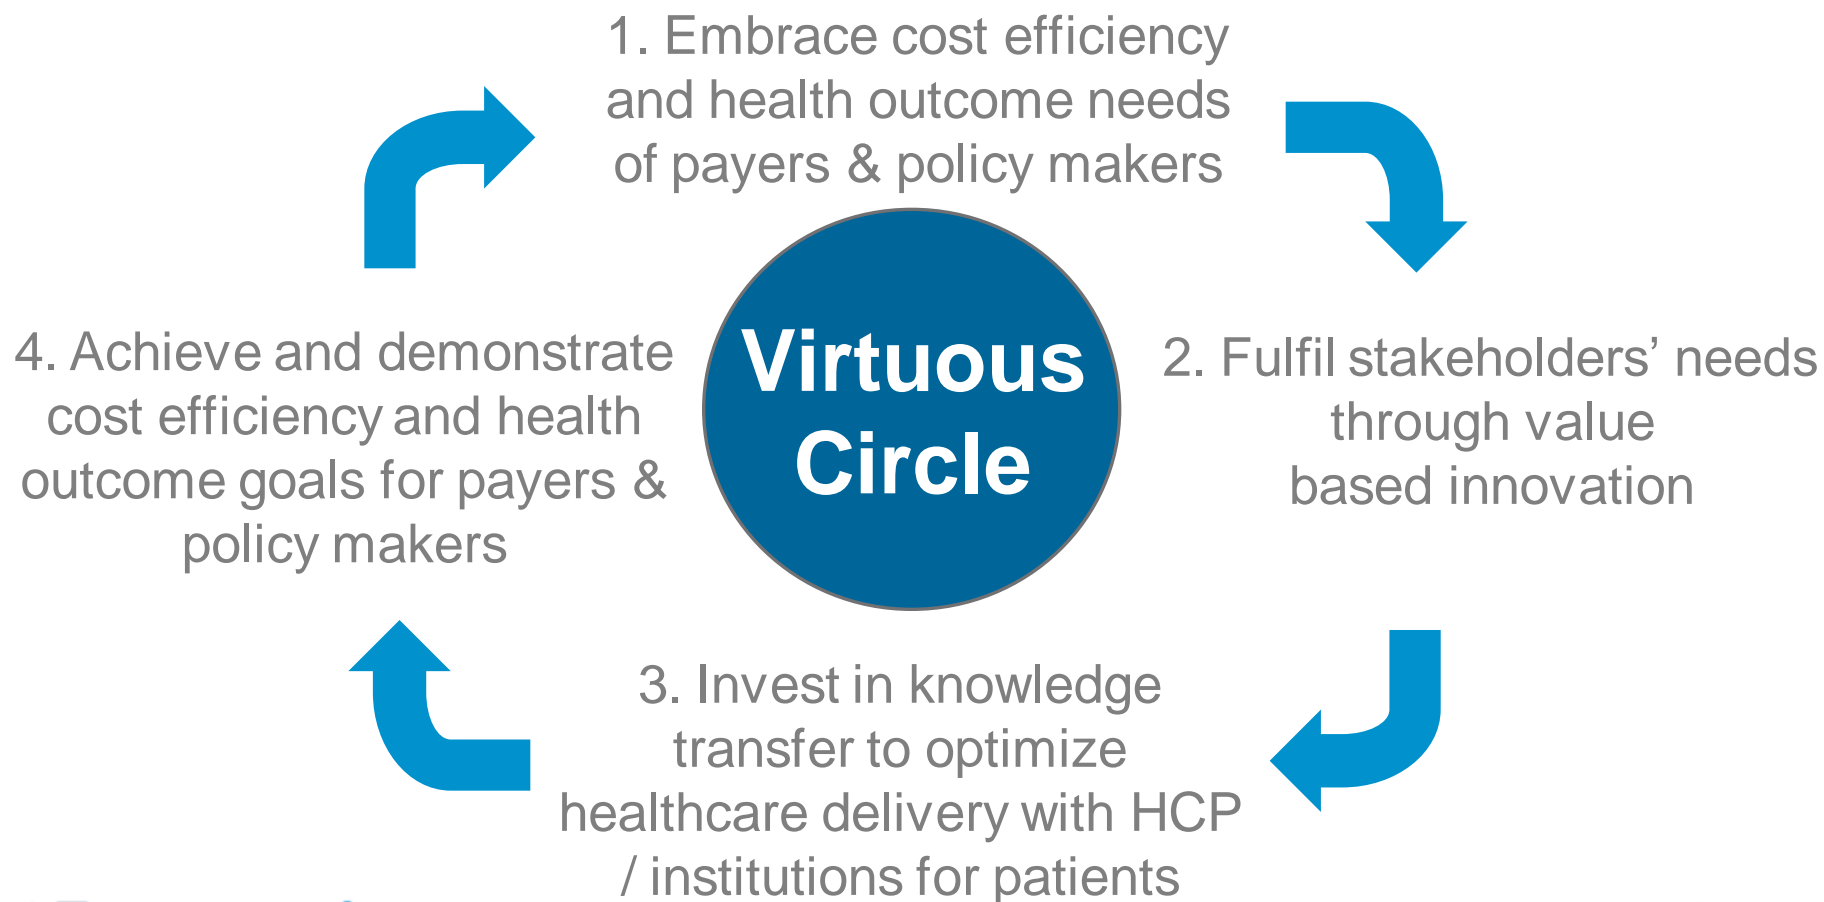 1. Embrace cost efficiency
and health outcome needs
of payers & policy makers
Virtuous
Circle
2. Fulfil stakeholders’ needs
through value
based innovation
3. Invest in knowledge
transfer to optimize
healthcare delivery with HCP
/ institutions for patients
4. Achieve and demonstrate
cost efficiency and health
outcome goals for payers &
policy makers